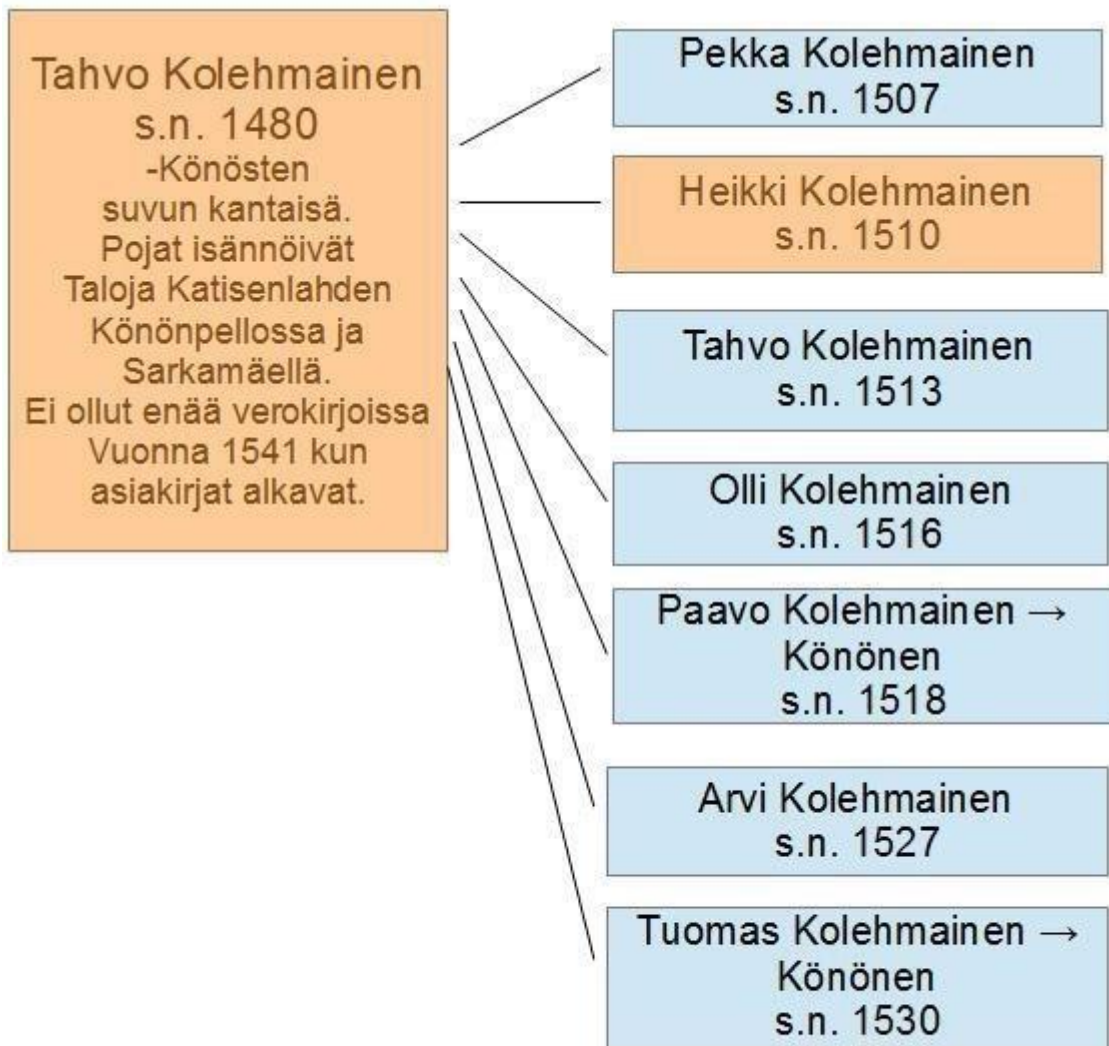 Tahvo Kolehmainen
s.n. 1480
-Könösten
suvun kantaisä.
Pojat isännöivät
Taloja Katisenlahden
Könönpellossa ja
Sarkamäellä.
Ei ollut enää verokirjoissa
Vuonna 1541 kun
asiakirjat alkavat.
Pekka Kolehmainen
s.n. 1507
Heikki Kolehmainen
s.n. 1510
Tahvo Kolehmainen
s.n. 1513
Olli Kolehmainen
s.n. 1516
Paavo Kolehmainen →
Könönen
s.n. 1518
Arvi Kolehmainen
s.n. 1527
Tuomas Kolehmainen →
Könönen
s.n. 1530